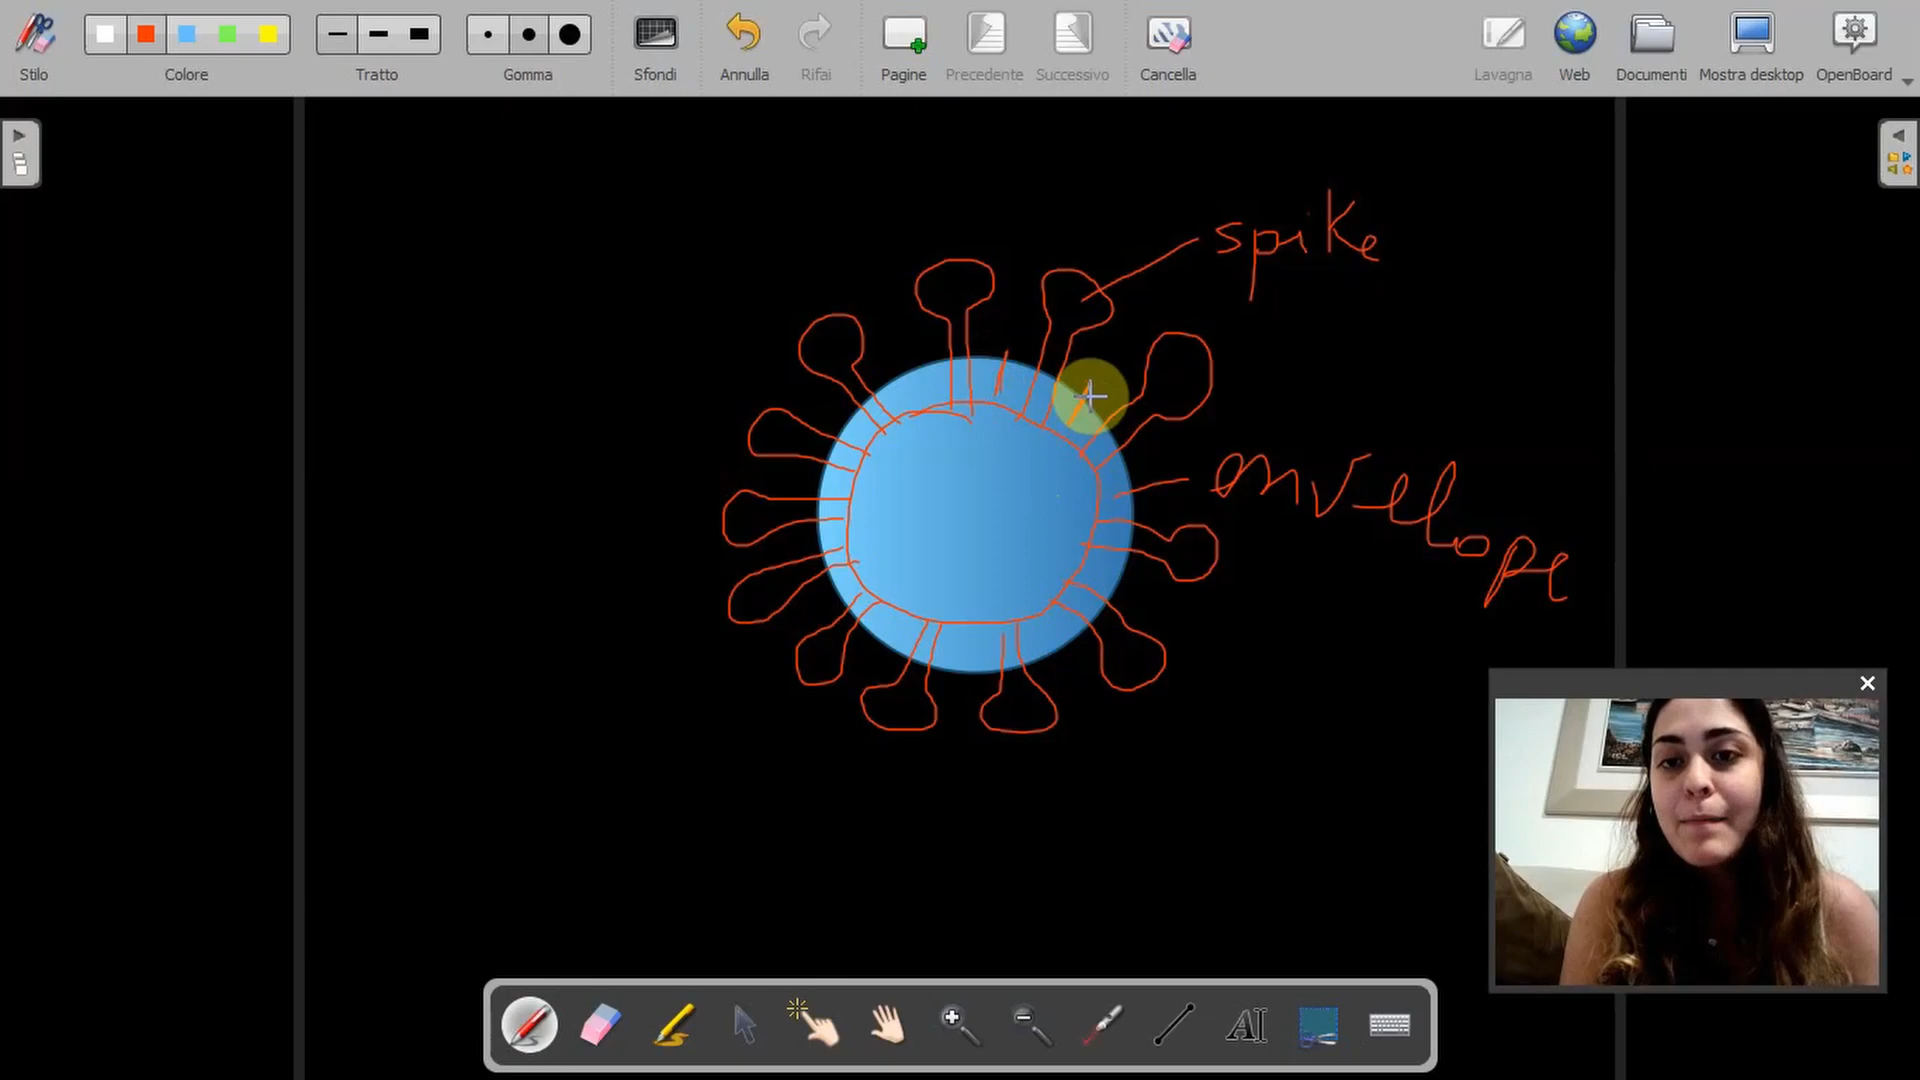 Stilo
Colore
Tratto
Gomma
Sfondi
Annulla
Rifai
Pagine
Precedente
Successivo
Cancella
Lavagna
Web
Documenti
Mostra desktop
OpenBoard
spike
envelope
AI